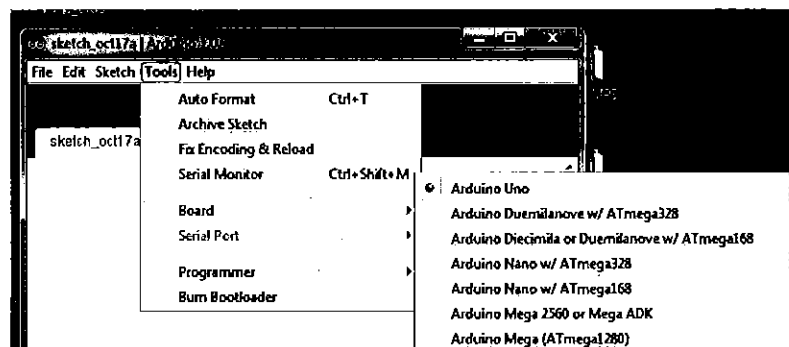 sketch_oct17a | Arduino
File Edit Sketch Tools Help
Auto Format Ctrl+T
Archive Sketch
sketch_oct17a
Fix Encoding & Reload
Serial Monitor Ctrl+Shift+M
Arduino Uno
Board
Arduino Duemilanove w/ ATmega328
Serial Port
Arduino Diecimila or Duemilanove w/ ATmega168
Arduino Nano w/ ATmega328
Programmer
Arduino Nano w/ ATmega168
Burn Bootloader
Arduino Mega 2560 or Mega ADK
Arduino Mega (ATmega1280)